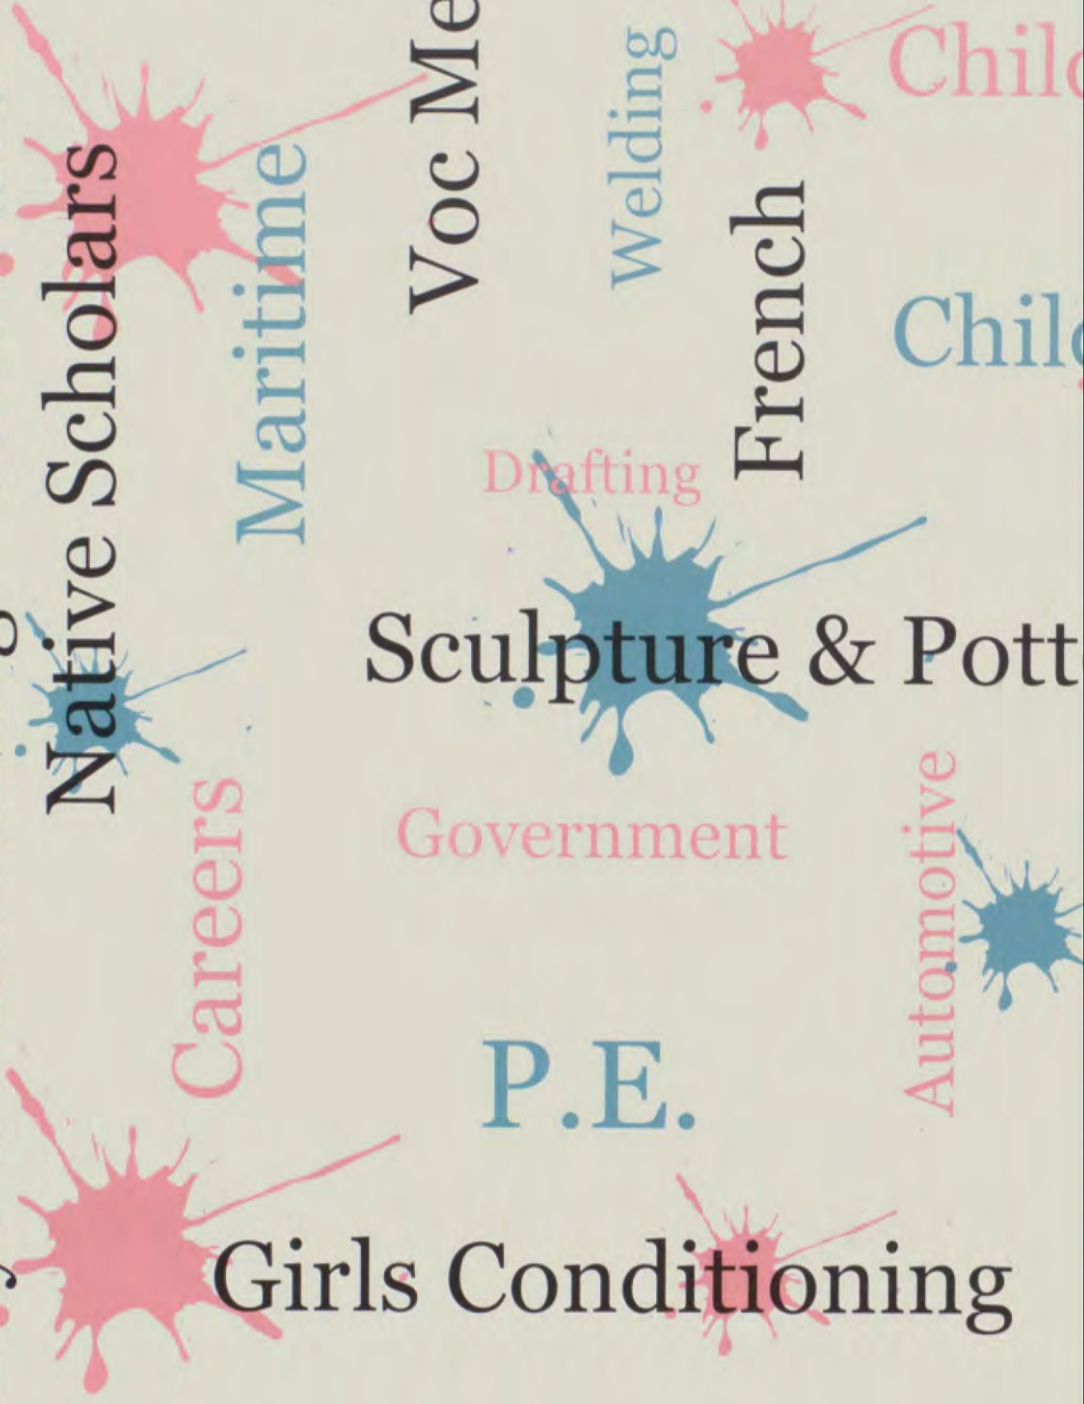 Voc Me
Welding
Chil
Native Scholars
Maritime
French
Chil
Drafting
Sculpture & Pott
Government
Careers
Automotive
P.E.
Girls Conditioning